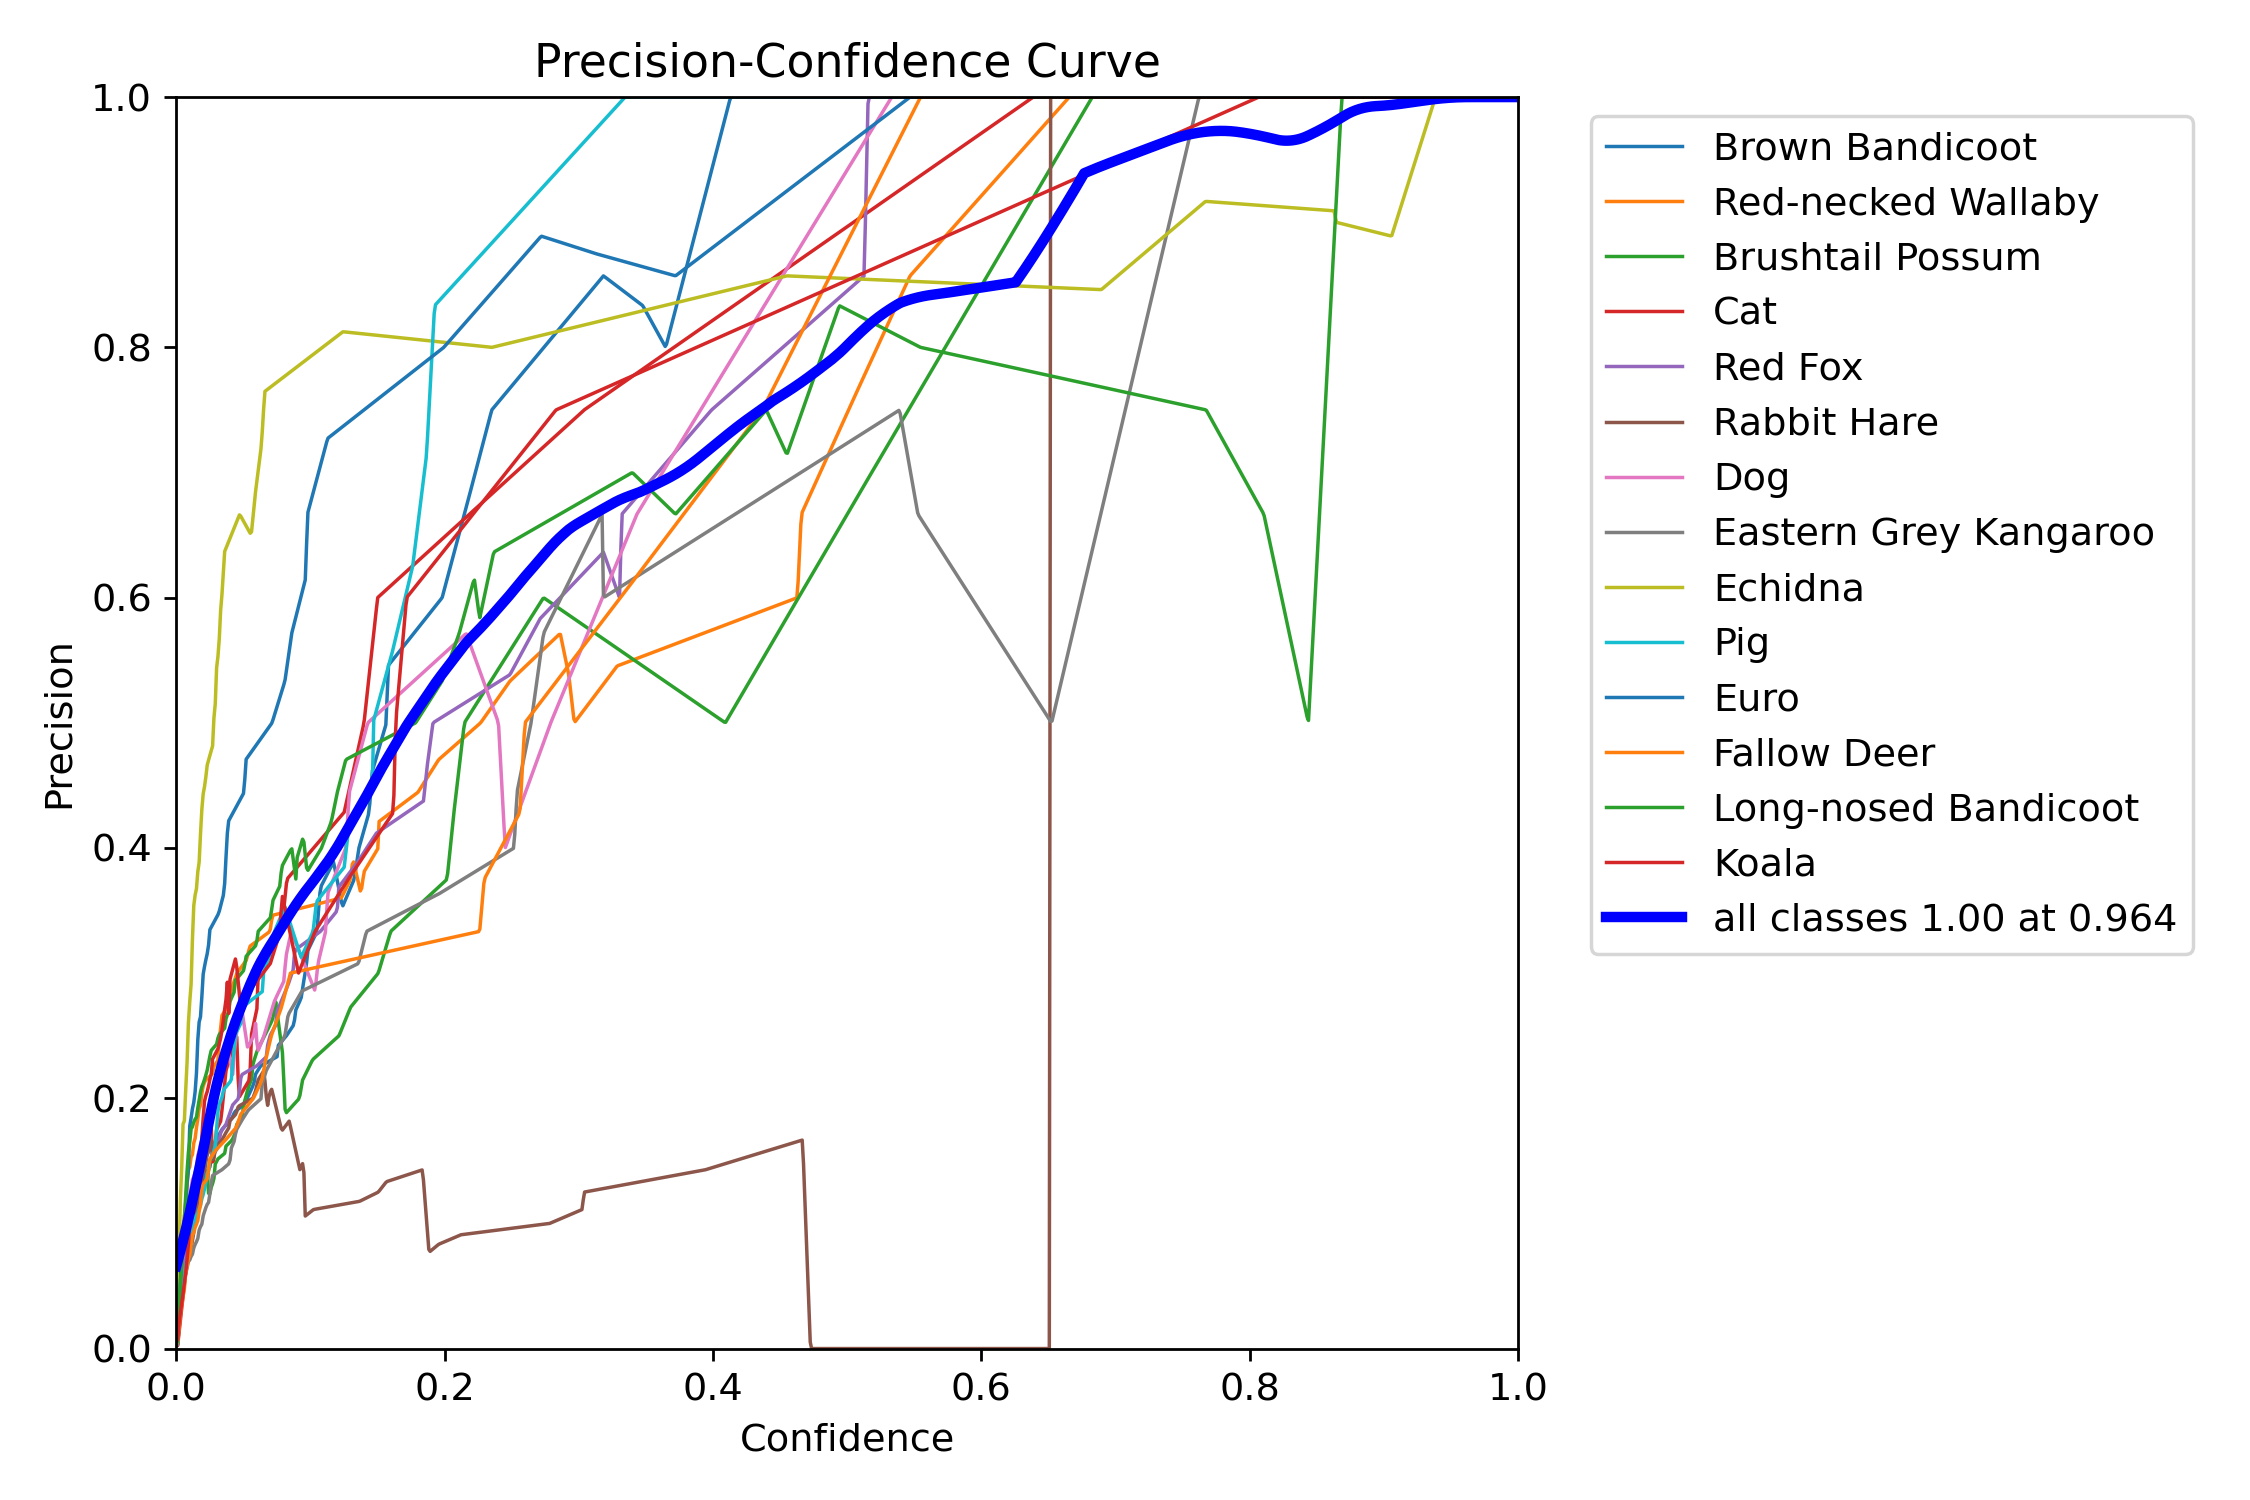 Precision-Confidence Curve
1.0
0.8
0.6
0.4
0.2
0.0
Precision
0.0 0.2 0.4 0.6 0.8 1.0
Confidence
Brown Bandicoot
Red-necked Wallaby
Brushtail Possum
Cat
Red Fox
Rabbit Hare
Dog
Eastern Grey Kangaroo
Echidna
Pig
Euro
Fallow Deer
Long-nosed Bandicoot
Koala
all classes 1.00 at 0.964